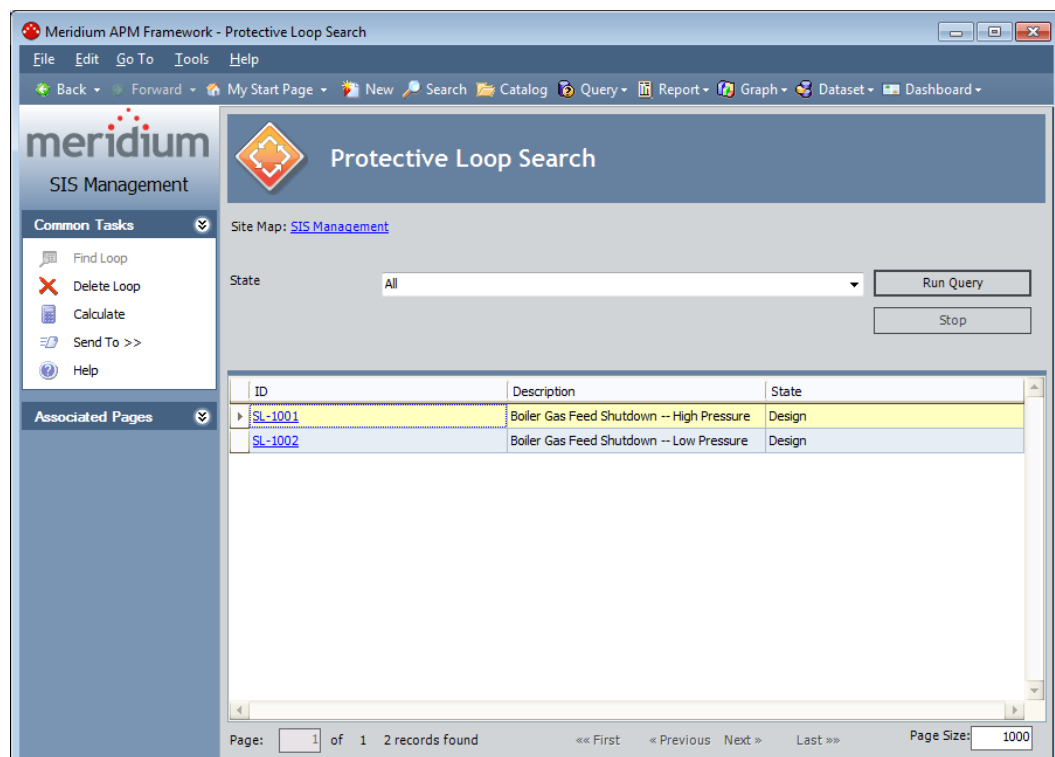 Meridium APM Framework - Protective Loop Search
File Edit Go To Tools Help
Back Forward My Start Page New Search Catalog Query Report Graph Dataset Dashboard
meridium
SIS Management
Protective Loop Search
Common Tasks
Find Loop
Delete Loop
Calculate
Send To >>
Help
Associated Pages
Site Map: SIS Management
State All Run Query
Stop
ID Description State
SL-1001 Boiler Gas Feed Shutdown -- High Pressure Design
SL-1002 Boiler Gas Feed Shutdown -- Low Pressure Design
Page: 1 of 1 2 records found «« First « Previous Next » Last »» Page Size: 1000